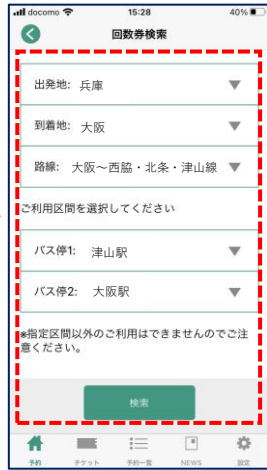 docomo 15:28 40%
回数券検索
出発地: 兵庫
到着地: 大阪
路線: 大阪～西脇・北条・津山線
ご利用区間を選択してください
バス停1: 津山駅
バス停2: 大阪駅
※指定区間以外のご利用はできませんのでご注
意ください。
検索
予約 チケット 予約一覧 NEWS 設定